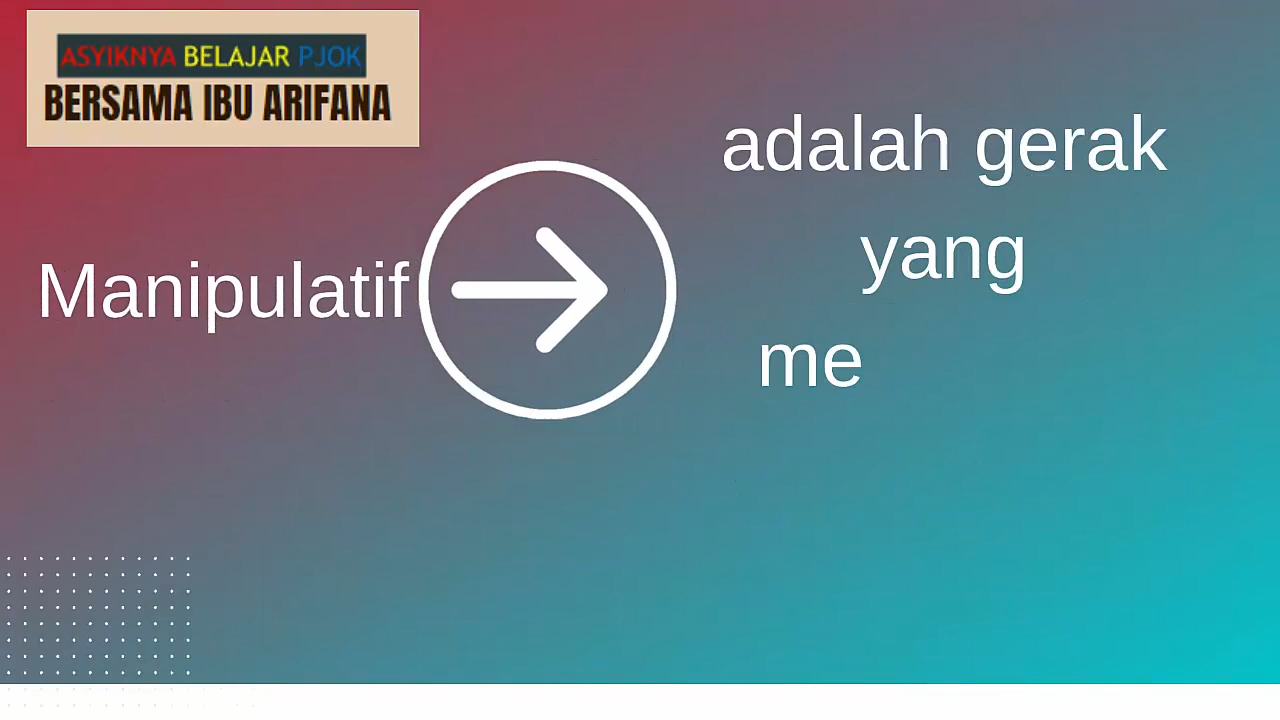 ASYIKNYA BELAJAR PJOK
BERSAMA IBU ARIFANA
Manipulatif
adalah gerak
yang
me